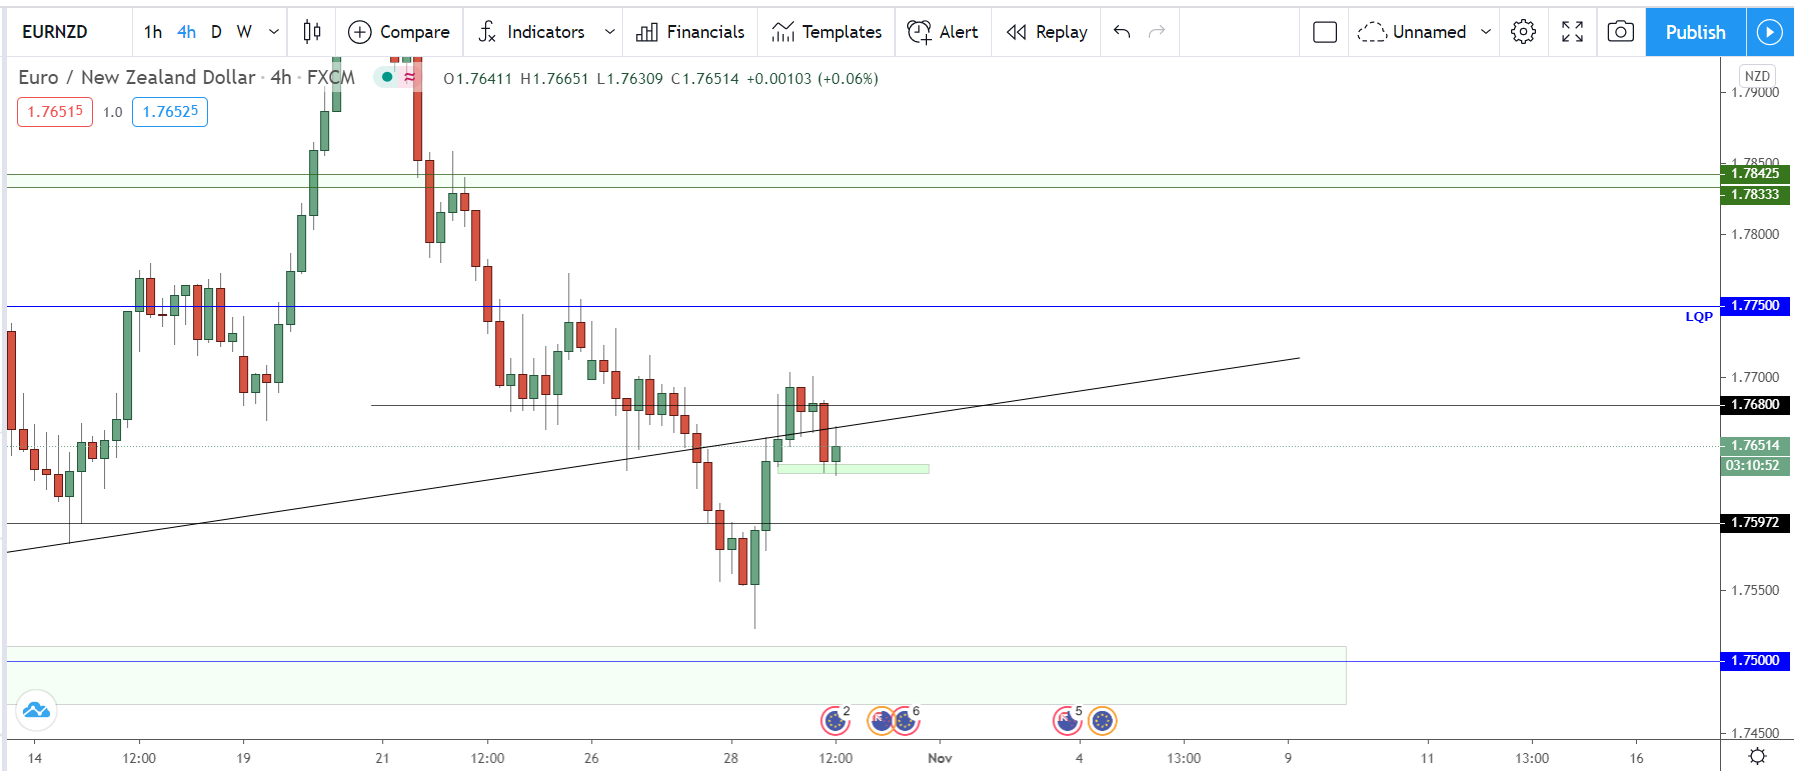 EURNZD 1h 4h D W Compare Indicators Financials Templates Alert Replay Unnamed Publish
Euro / New Zealand Dollar · 4h · FXCM O1.76411 H1.76651 L1.76309 C1.76514 +0.00103 (+0.06%)
1.76515 1.0 1.76525
NZD
1.79000
1.78500
1.78425
1.78333
1.78000
1.77500
LQP
1.77000
1.76800
1.76514
03:10:52
1.75972
1.75500
1.75000
2 6 5
1.74500
14 12:00 19 21 12:00 26 28 12:00 Nov 4 13:00 9 11 13:00 16